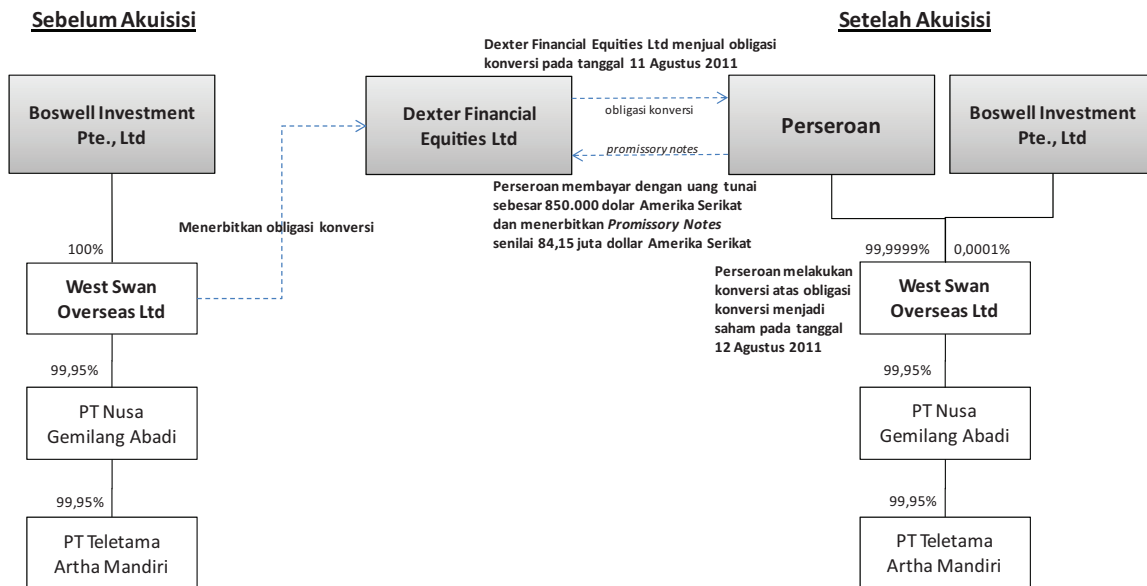 Sebelum Akuisisi
Setelah Akuisisi
Dexter Financial Equities Ltd menjual obligasi
konversi pada tanggal 11 Agustus 2011
Boswell Investment
Pte., Ltd
Dexter Financial
Equities Ltd
obligasi konversi
promissory notes
Perseroan
Boswell Investment
Pte., Ltd
Perseroan membayar dengan uang tunai
sebesar 850.000 dolar Amerika Serikat
dan menerbitkan Promissory Notes
senilai 84,15 juta dollar Amerika Serikat
Menerbitkan obligasi konversi
100%
99,9999%
0,0001%
West Swan
Overseas Ltd
Perseroan melakukan
konversi atas obligasi
konversi menjadi
saham pada tanggal
12 Agustus 2011
West Swan
Overseas Ltd
99,95%
99,95%
PT Nusa
Gemilang Abadi
PT Nusa
Gemilang Abadi
99,95%
99,95%
PT Teletama
Artha Mandiri
PT Teletama
Artha Mandiri